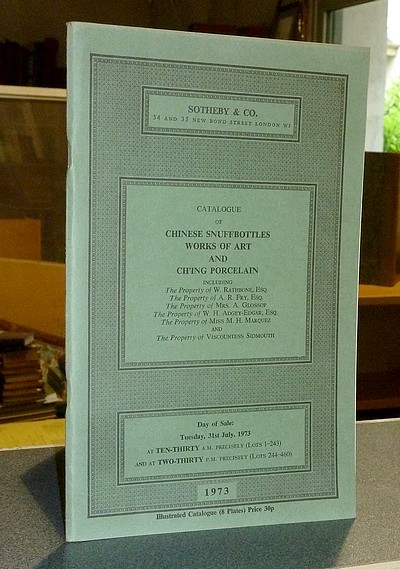 SOTHEBY & CO.
34 AND 35 NEW BOND STREET LONDON W1
CATALOGUE
OF
CHINESE SNUFFBOTTLES
WORKS OF ART
AND
CH'ING PORCELAIN
INCLUDING
The Property of W. RATHBONE, ESQ.
The Property of A. R. FRY, ESQ.
The Property of MRS. A. GLOSSOP
The Property of W. H. ADGEY-EDGAR, ESQ.
The Property of MISS M. H. MARQUEZ
AND
The Property of VISCOUNTESS SIDMOUTH
Day of Sale:
Tuesday, 31st July, 1973
AT TEN-THIRTY A.M. PRECISELY (LOTS 1-243)
AND AT TWO-THIRTY P.M. PRECISELY (LOTS 244-460)
1973
Illustrated Catalogue (8 Plates) Price 30p